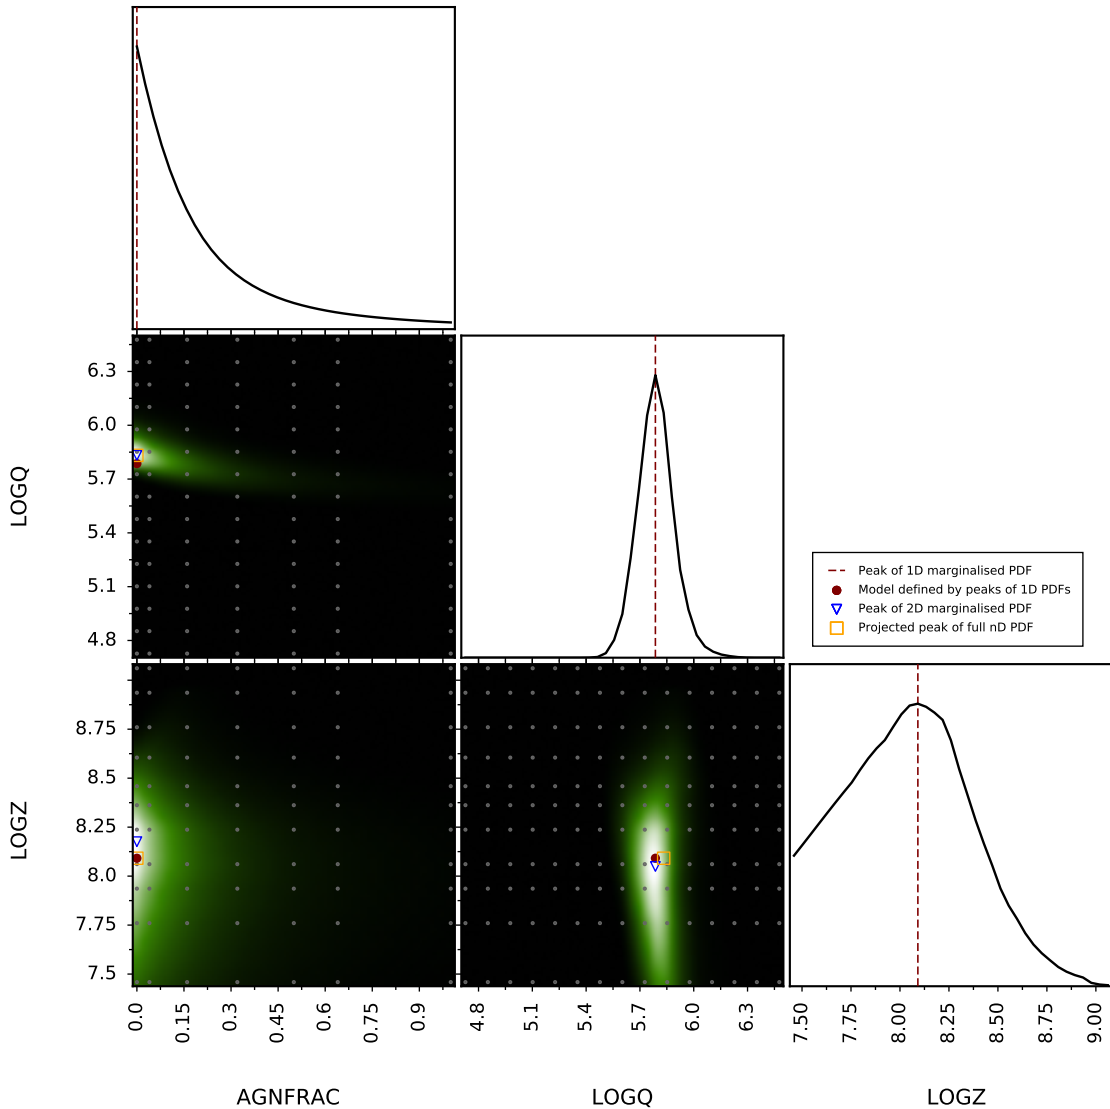 6.3
6.0
5.7
5.4
5.1
4.8
LOGQ
Peak of 1D marginalised PDF
Model defined by peaks of 1D PDFs
Peak of 2D marginalised PDF
Projected peak of full nD PDF
8.75
8.5
8.25
8.0
7.75
7.5
LOGZ
0.0 0.15 0.3 0.45 0.6 0.75 0.9
4.8 5.1 5.4 5.7 6.0 6.3
7.50 7.75 8.00 8.25 8.50 8.75 9.00
AGNFRAC LOGQ LOGZ